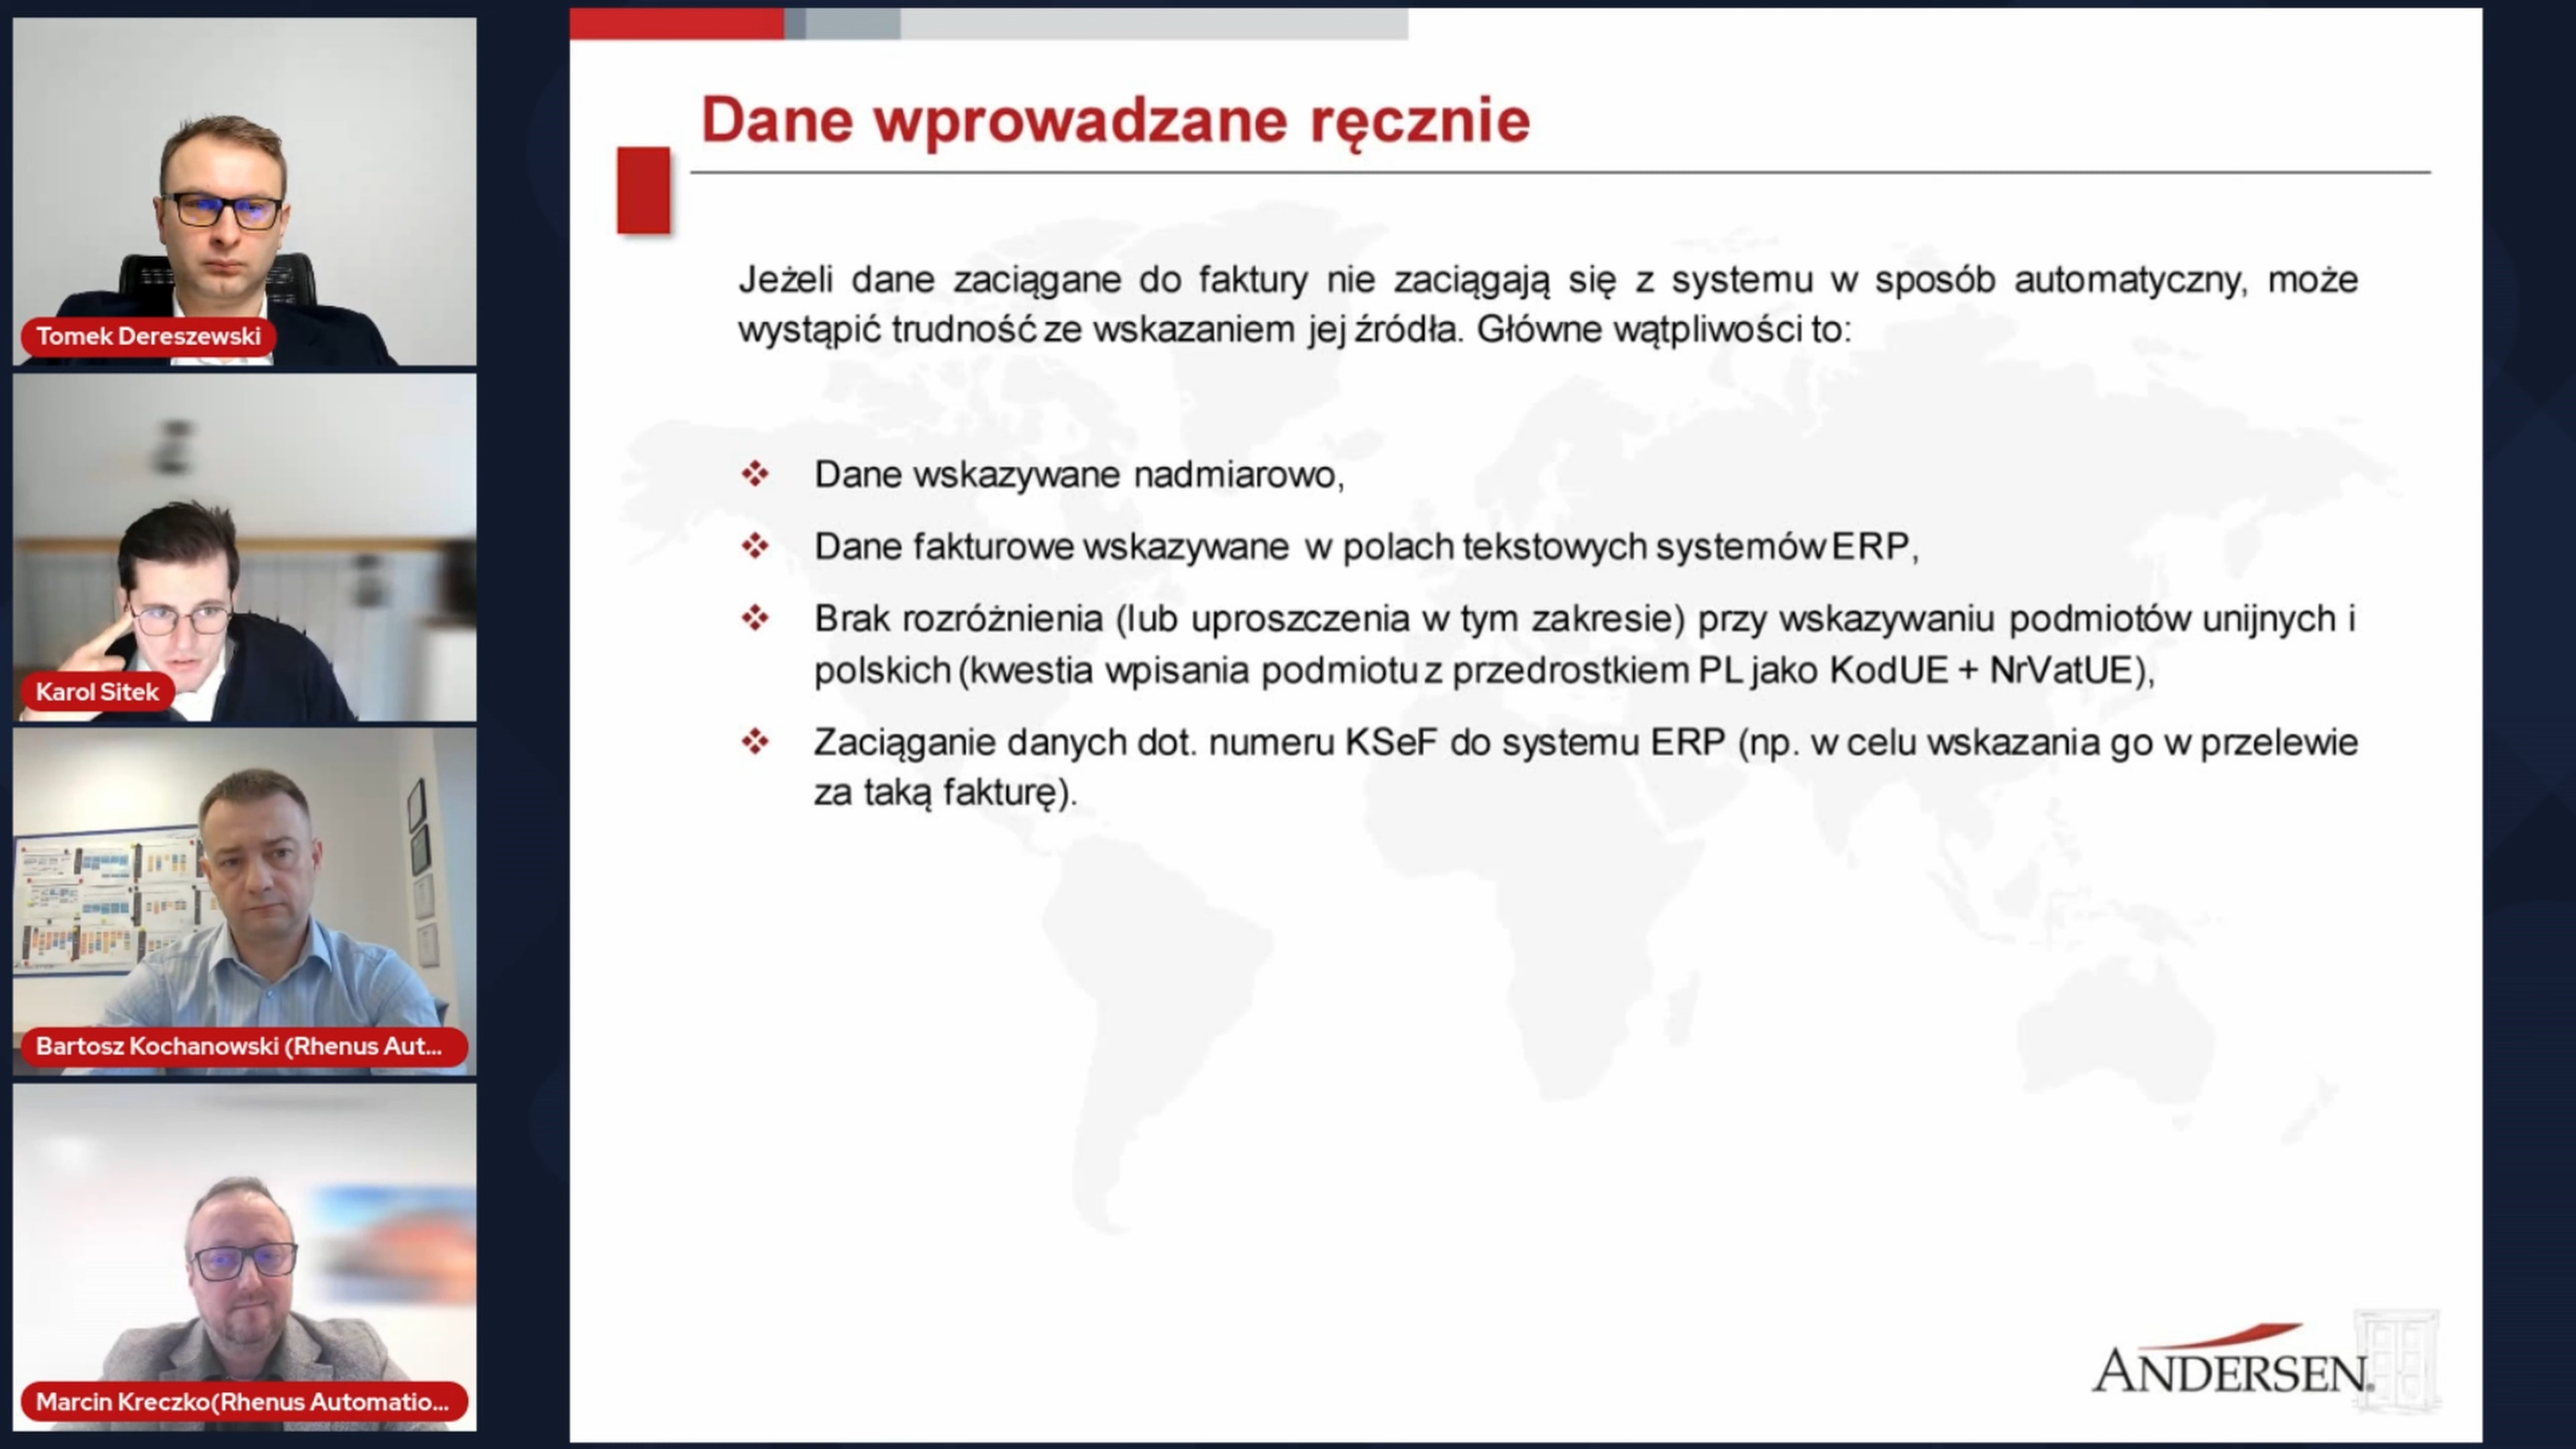 Tomek Dereszewski
Karol Sitek
Bartosz Kochanowski (Rhenus Aut...
Marcin Kreczko(Rhenus Automatio...
Dane wprowadzane ręcznie
Jeżeli dane zaciągane do faktury nie zaciągają się z systemu w sposób automatyczny, może
wystąpić trudność ze wskazaniem jej źródła. Główne wątpliwości to:
Dane wskazywane nadmiarowo,
Dane fakturowe wskazywane w polach tekstowych systemów ERP,
Brak rozróżnienia (lub uproszczenia w tym zakresie) przy wskazywaniu podmiotów unijnych i
polskich (kwestia wpisania podmiotu z przedrostkiem PL jako KodUE + NrVatUE),
Zaciąganie danych dot. numeru KSeF do systemu ERP (np. w celu wskazania go w przelewie
za taką fakturę).
ANDERSEN